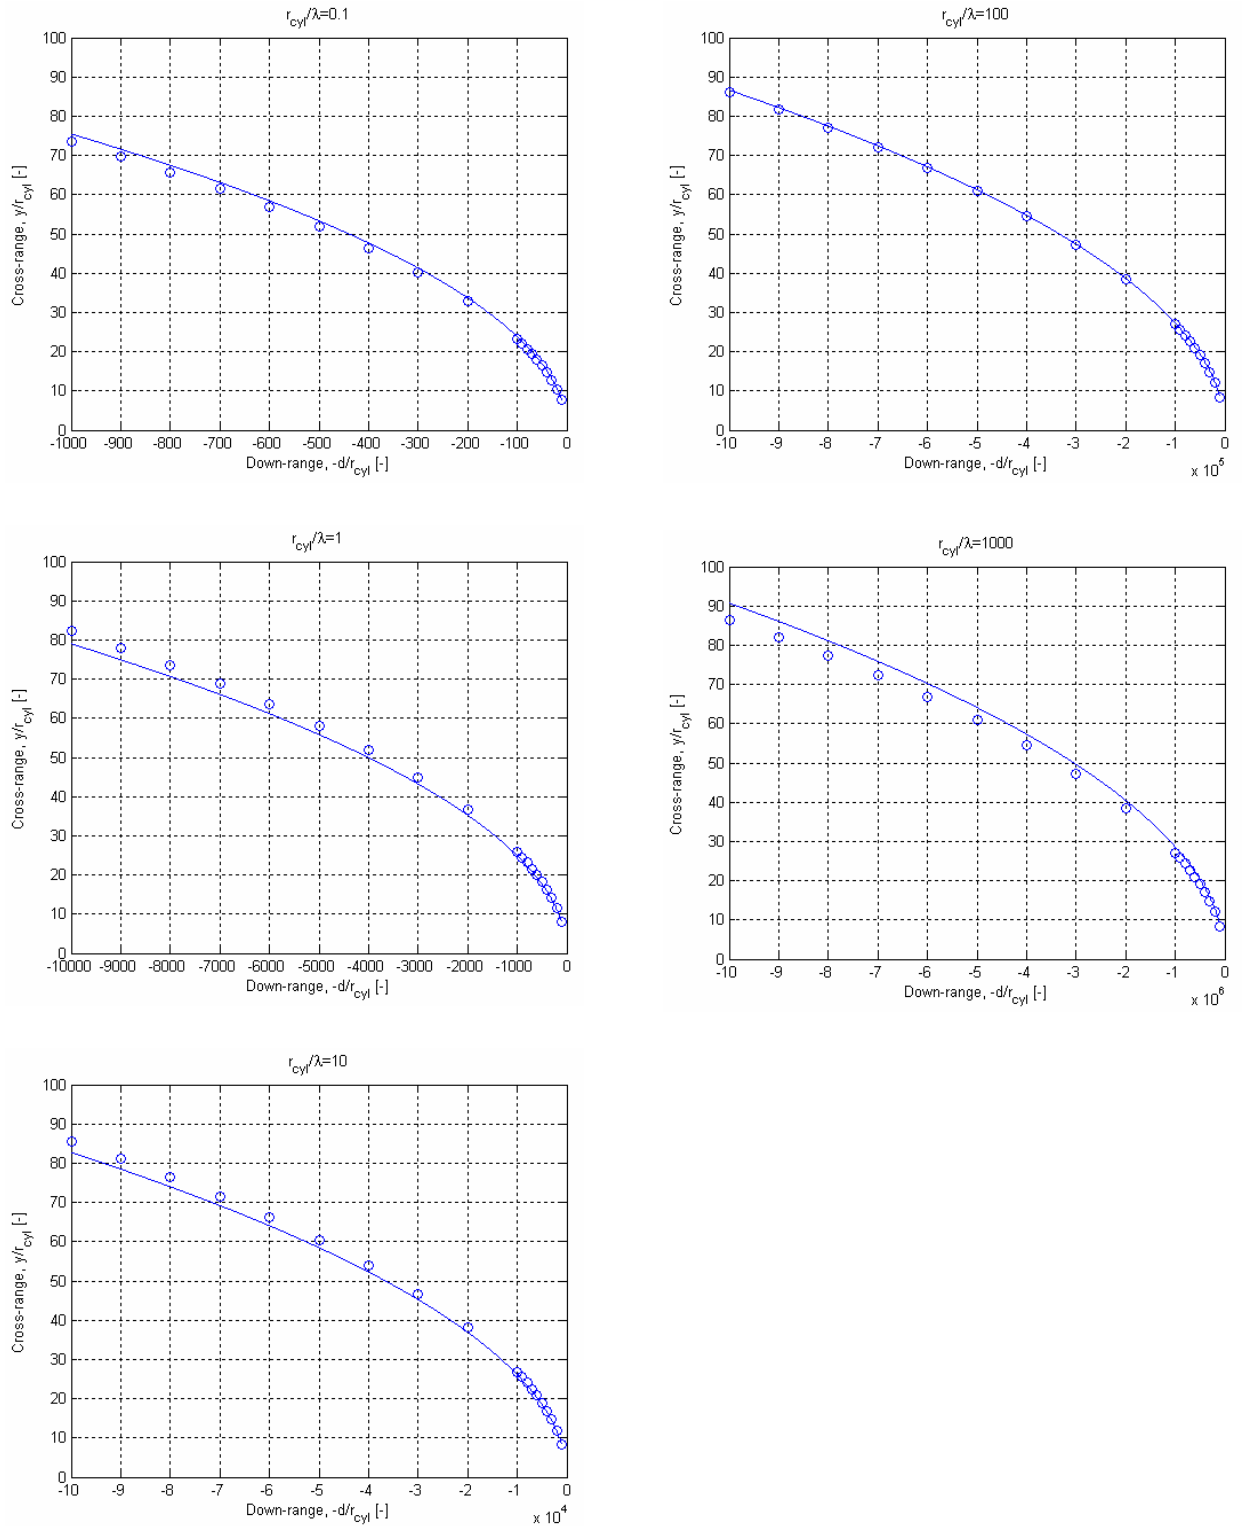 r_cyl/λ=0.1
100
90
80
70
60
50
40
30
20
10
0
Cross-range, y/r_cyl [-]
-1000 -900 -800 -700 -600 -500 -400 -300 -200 -100 0
Down-range, -d/r_cyl [-]
r_cyl/λ=100
100
90
80
70
60
50
40
30
20
10
0
Cross-range, y/r_cyl [-]
-10 -9 -8 -7 -6 -5 -4 -3 -2 -1 0
Down-range, -d/r_cyl [-]
x 10^5
r_cyl/λ=1
100
90
80
70
60
50
40
30
20
10
0
Cross-range, y/r_cyl [-]
-10000 -9000 -8000 -7000 -6000 -5000 -4000 -3000 -2000 -1000 0
Down-range, -d/r_cyl [-]
r_cyl/λ=1000
100
90
80
70
60
50
40
30
20
10
0
Cross-range, y/r_cyl [-]
-10 -9 -8 -7 -6 -5 -4 -3 -2 -1 0
Down-range, -d/r_cyl [-]
x 10^6
r_cyl/λ=10
100
90
80
70
60
50
40
30
20
10
0
Cross-range, y/r_cyl [-]
-10 -9 -8 -7 -6 -5 -4 -3 -2 -1 0
Down-range, -d/r_cyl [-]
x 10^4